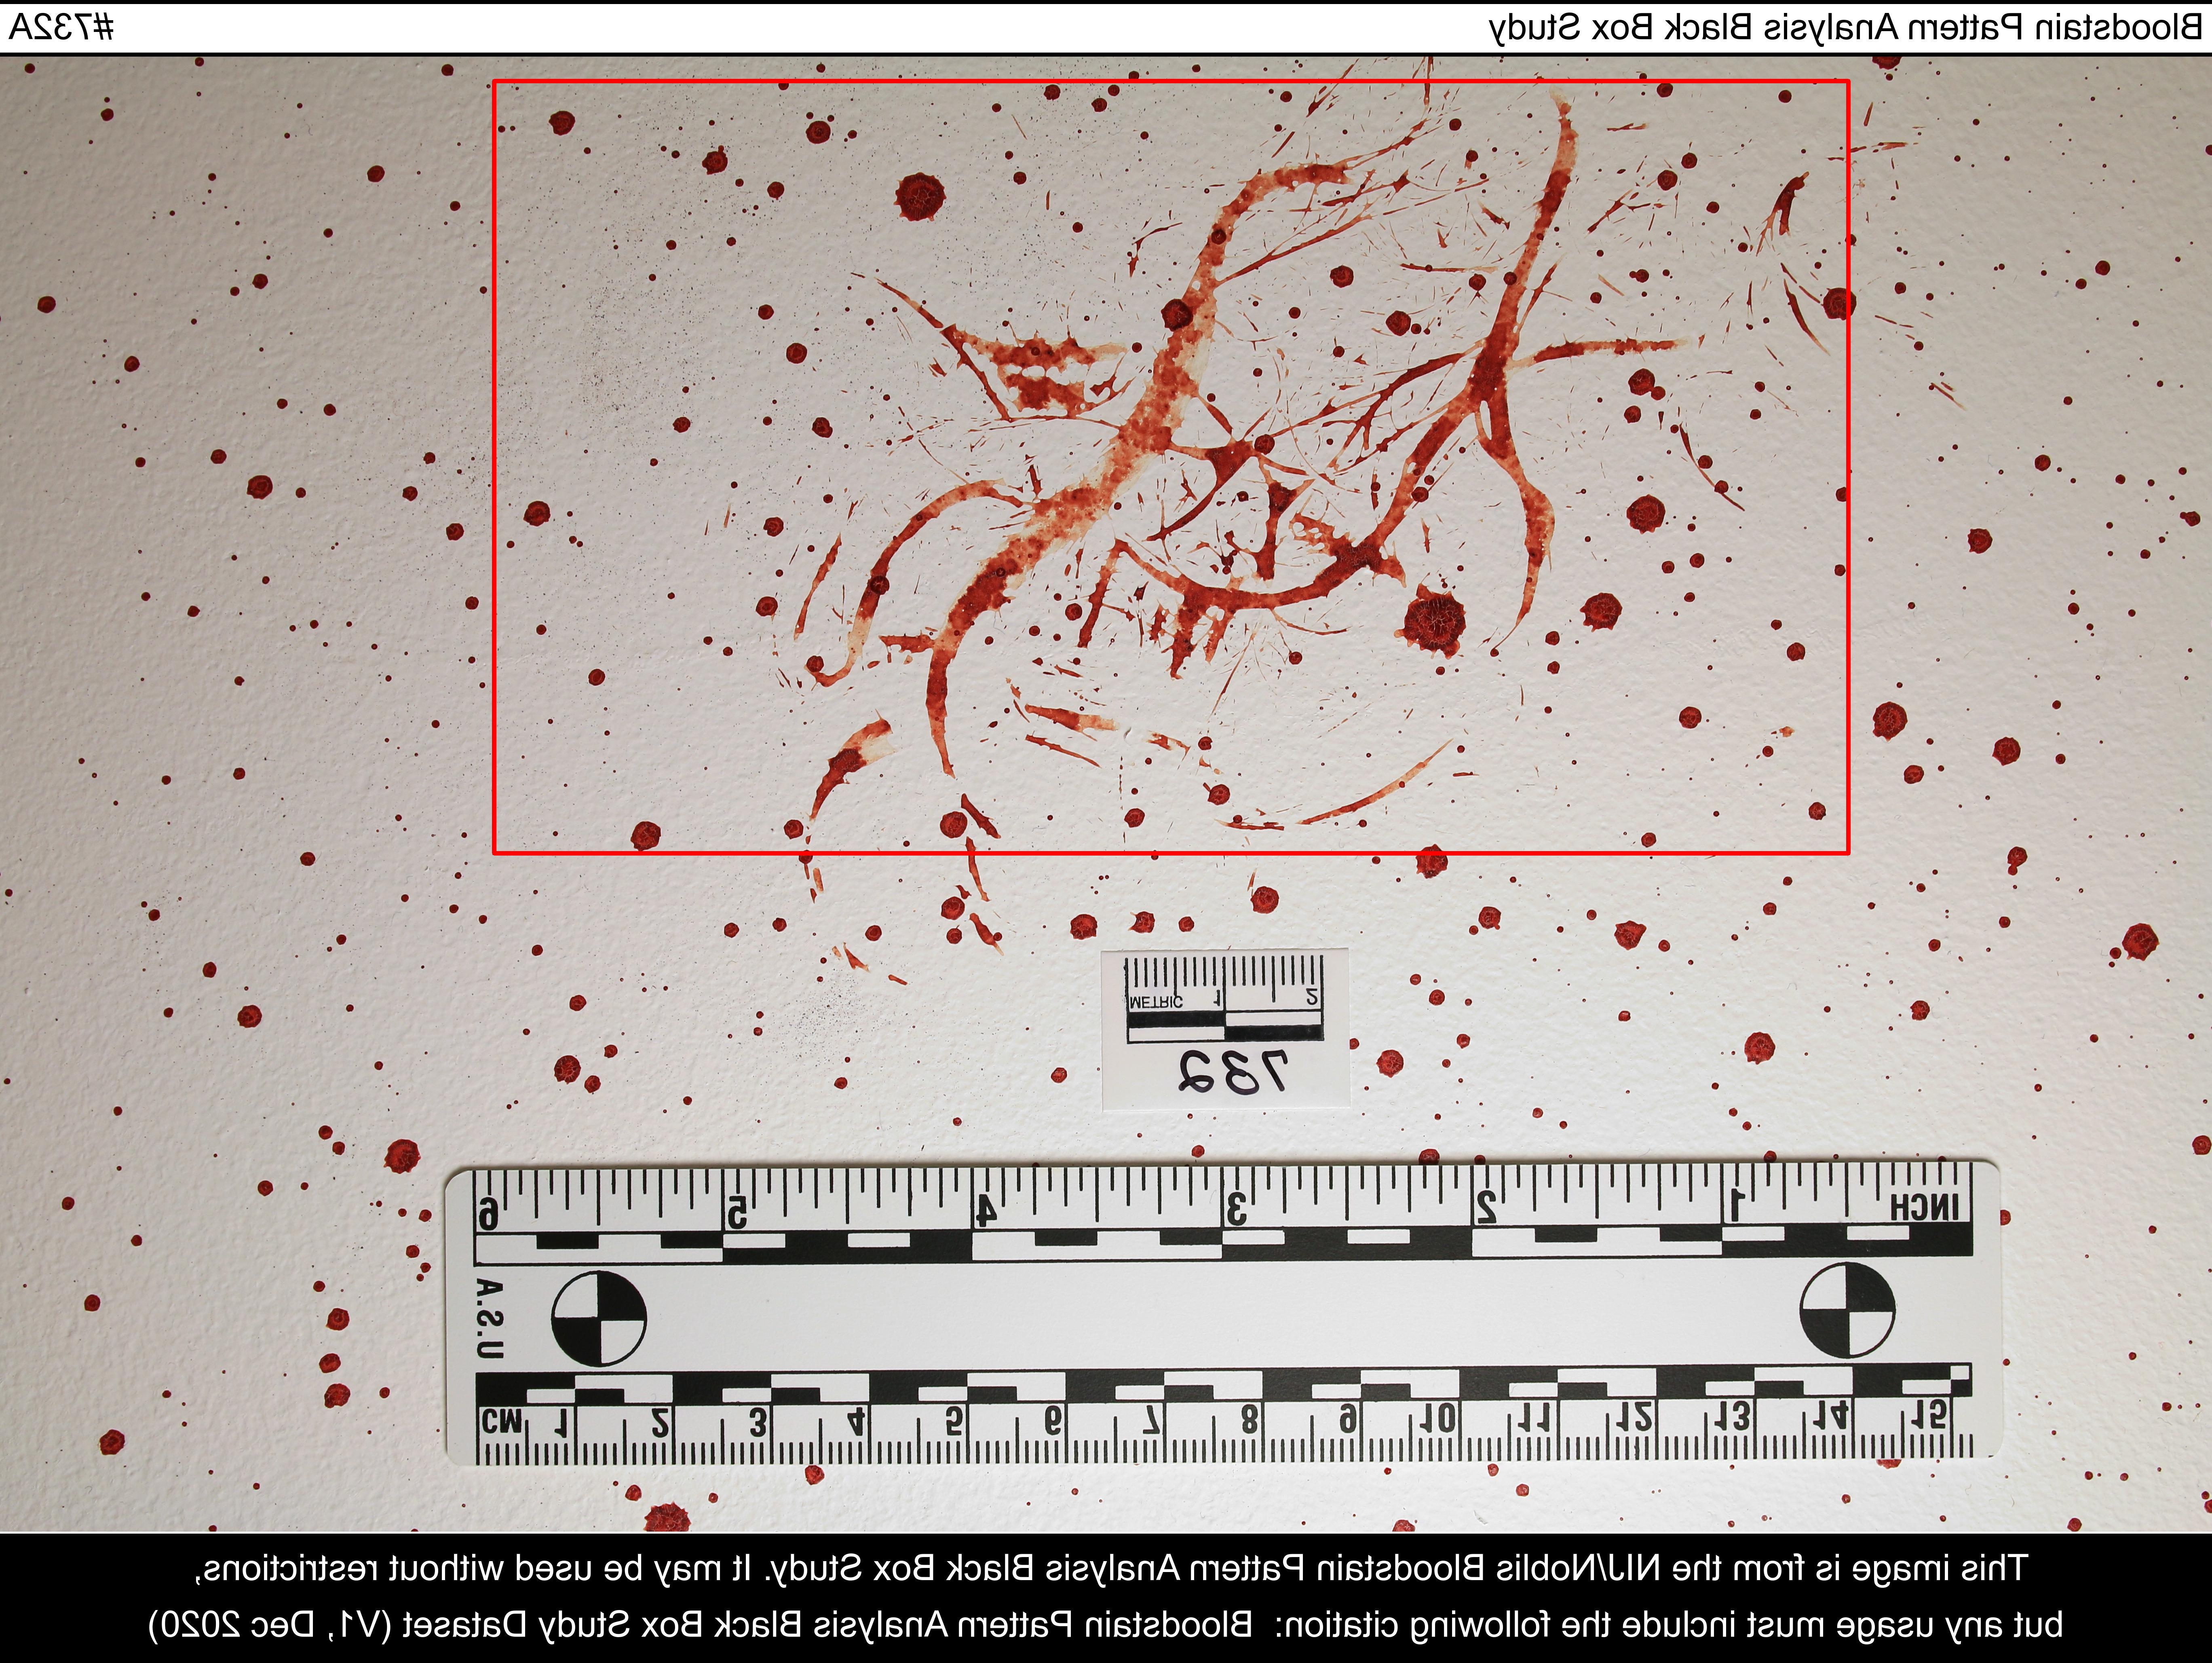 Bloodstain Pattern Analysis Black Box Study
#732A
METRIC 1 2
732
INCH 1 2 3 4 5 6
U.S.A
CM 1 2 3 4 5 6 7 8 9 10 11 12 13 14 15
This image is from the NIJ/Noblis Bloodstain Pattern Analysis Black Box Study. It may be used without restrictions,
but any usage must include the following citation: Bloodstain Pattern Analysis Black Box Study Dataset (V1, Dec 2020)